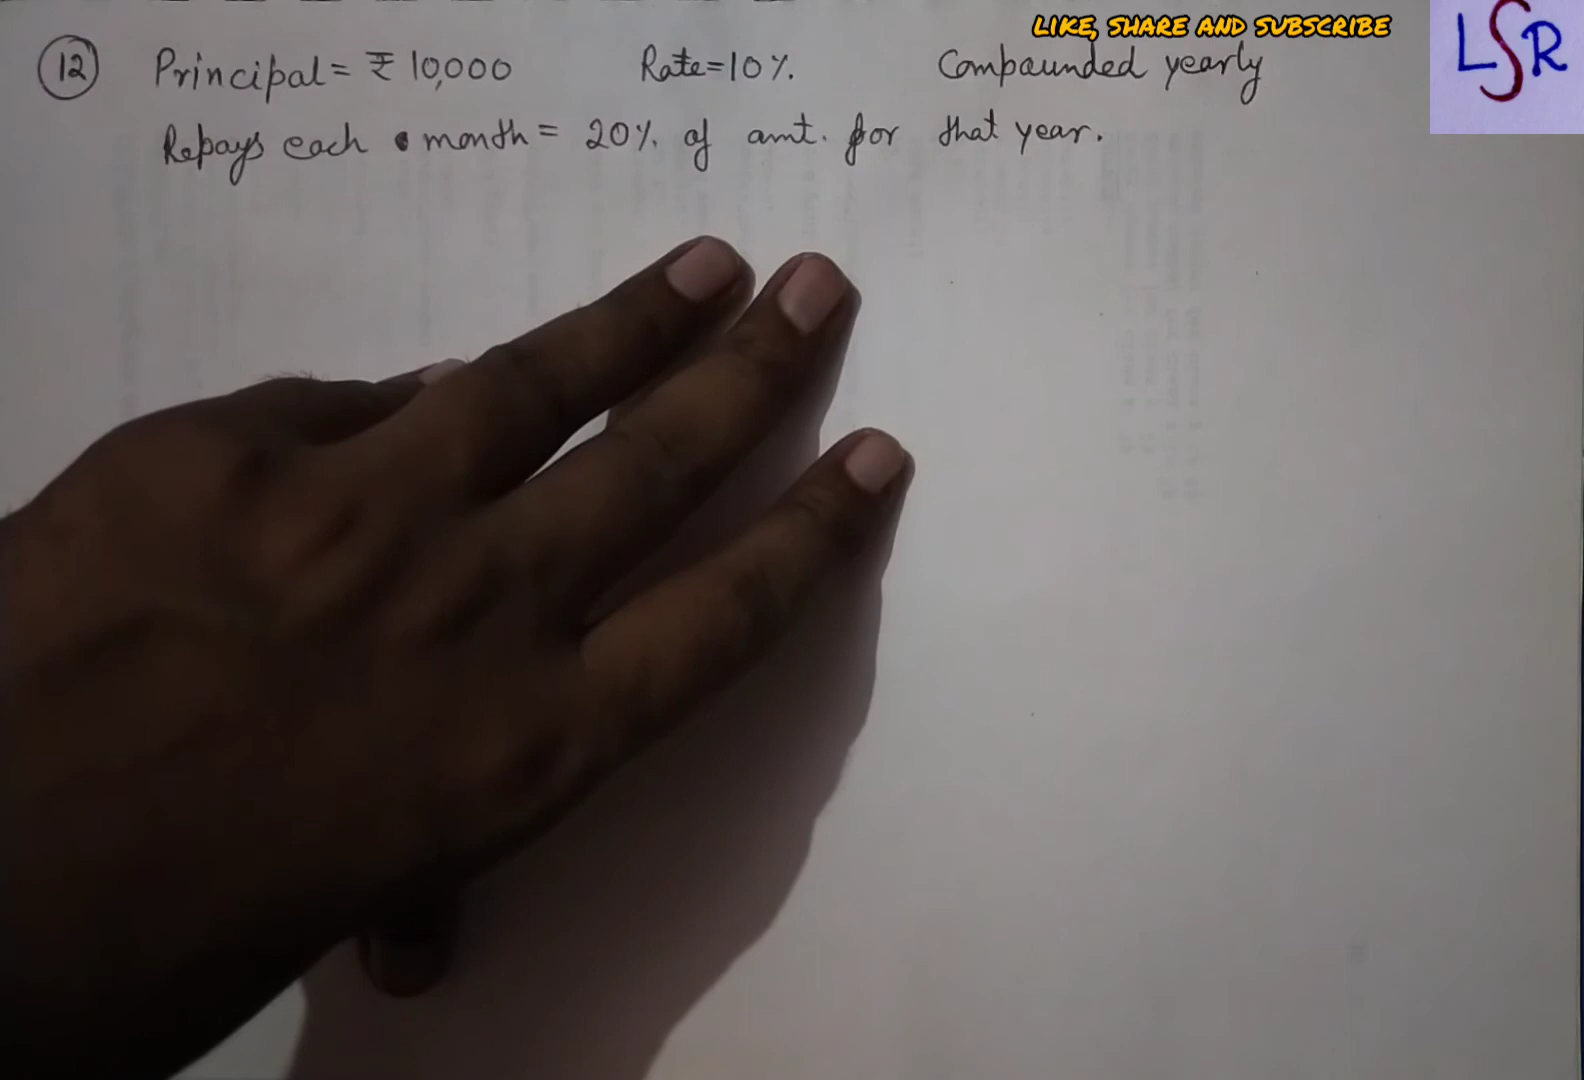 LIKE, SHARE AND SUBSCRIBE
LSR
12 Principal = ₹ 10,000 Rate = 10%. Compounded yearly
Repays each month = 20%. of amt. for that year.